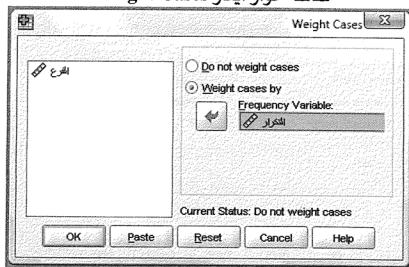 Weight Cases
الفرع
Do not weight cases
Weight cases by
Frequency Variable:
التكرار
Current Status: Do not weight cases
OK
Paste
Reset
Cancel
Help